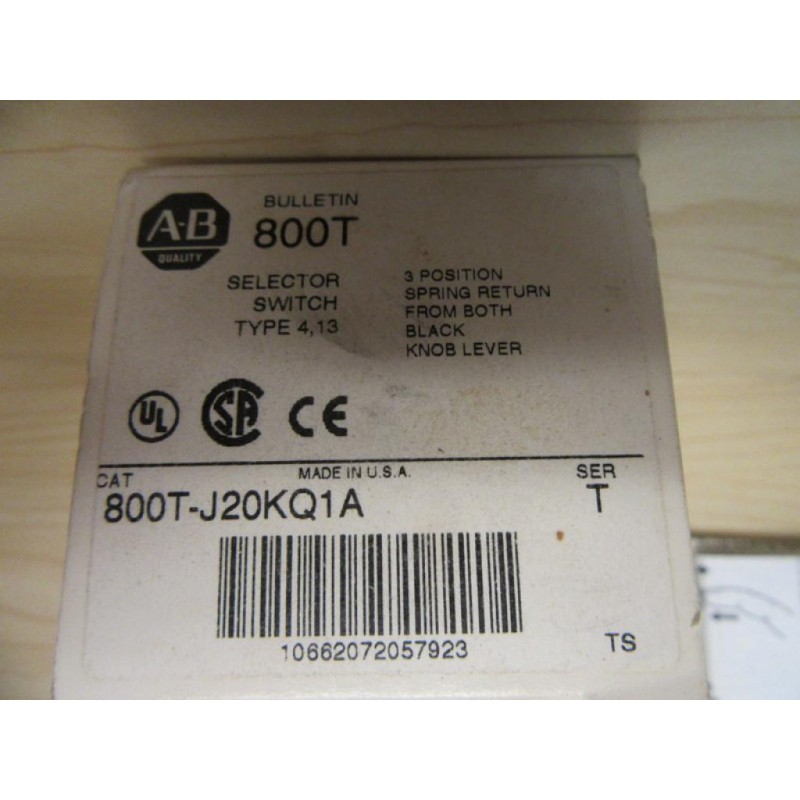 A-B
QUALITY
BULLETIN
800T
SELECTOR
SWITCH
TYPE 4,13
3 POSITION
SPRING RETURN
FROM BOTH
BLACK
KNOB LEVER
UL
SA
CE
CAT
MADE IN U.S.A.
SER
800T-J20KQ1A
T
10662072057923
TS